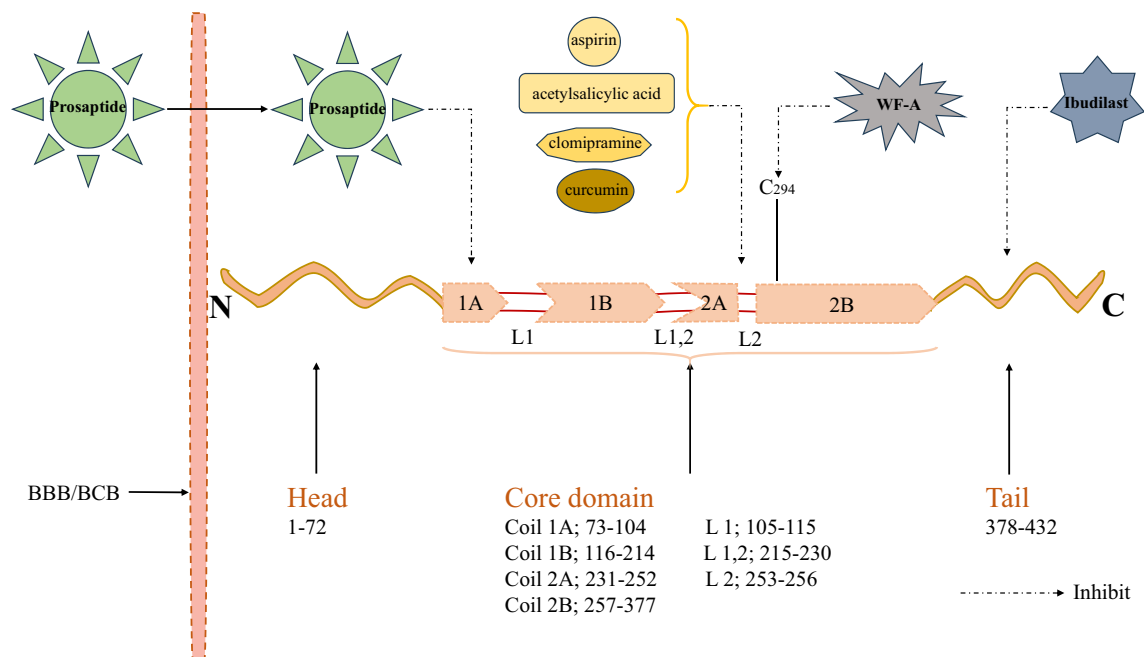 aspirin
Prosaptide
Prosaptide
acetylsalicylic acid
WF-A
Ibudilast
clomipramine
curcumin
C294
N
1A
1B
2A
2B
C
L1
L1,2
L2
BBB/BCB
Head
1-72
Core domain
Coil 1A; 73-104
L 1; 105-115
Coil 1B; 116-214
L 1,2; 215-230
Coil 2A; 231-252
L 2; 253-256
Coil 2B; 257-377
Tail
378-432
Inhibit